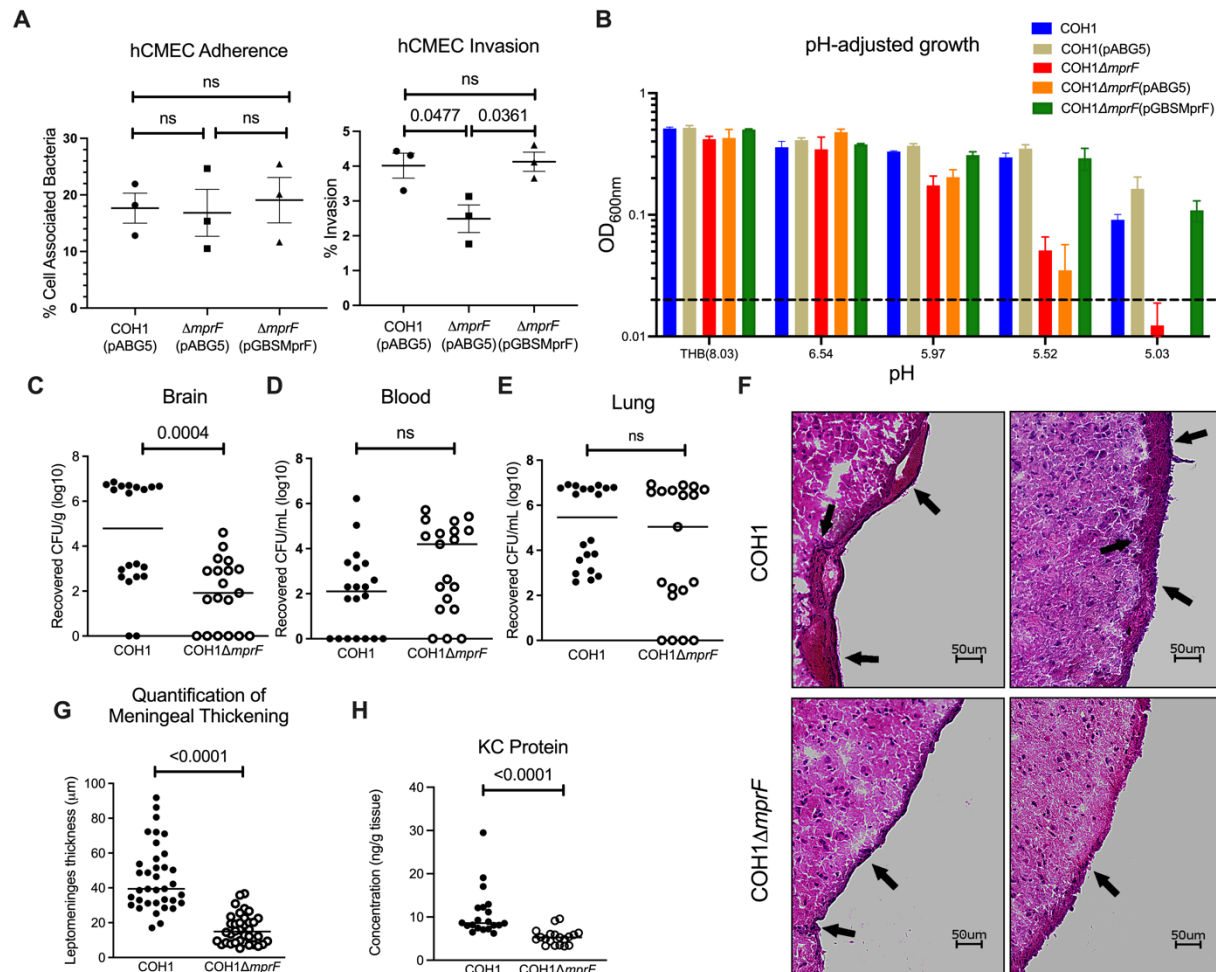 A
hCMEC Adherence
ns
ns
ns
% Cell Associated Bacteria
30
20
10
0
COH1
(pABG5)
ΔmprF
(pABG5)
ΔmprF
(pGBSMprF)
hCMEC Invasion
ns
0.0477
0.0361
% Invasion
5
4
3
2
1
0
COH1
(pABG5)
ΔmprF
(pABG5)
ΔmprF
(pGBSMprF)
B
pH-adjusted growth
COH1
COH1(pABG5)
COH1ΔmprF
COH1ΔmprF(pABG5)
COH1ΔmprF(pGBSMprF)
OD600nm
1
0.1
0.01
THB(8.03)
6.54
5.97
5.52
5.03
pH
C
Brain
0.0004
Recovered CFU/g (log10)
8
6
4
2
0
COH1
COH1ΔmprF
D
Blood
ns
Recovered CFU/mL (log10)
8
6
4
2
0
COH1
COH1ΔmprF
E
Lung
ns
Recovered CFU/mL (log10)
8
6
4
2
0
COH1
COH1ΔmprF
F
COH1
50um
50um
COH1ΔmprF
50um
50um
G
Quantification of
Meningeal Thickening
<0.0001
Leptomeninges thickness (μm)
100
80
60
40
20
0
COH1
COH1ΔmprF
H
KC Protein
<0.0001
Concentration (ng/g tissue)
40
30
20
10
0
COH1
COH1ΔmprF